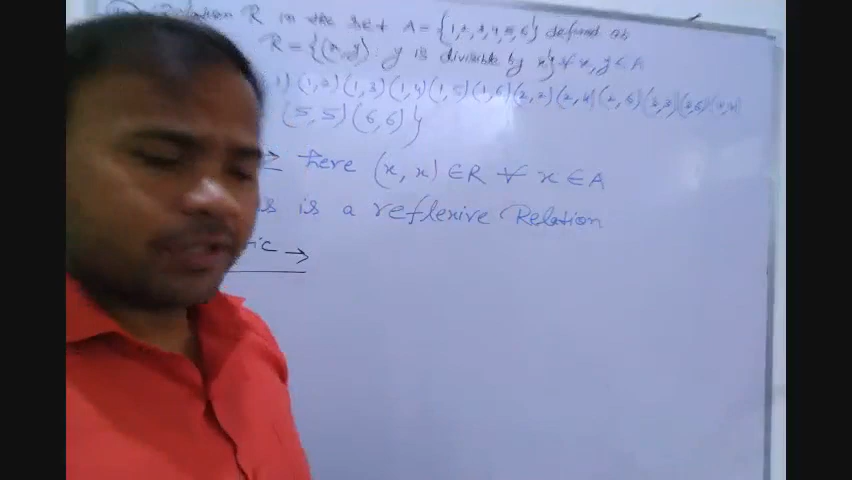 Relation R in the set A = {1,2,3,4,5,6} defined as
R = {(x,y) : y is divisible by x} ∀ x, y ∈ A
1) (1,2) (1,3) (1,4) (1,5) (1,6) (2,2) (2,4) (2,6) (3,3) (3,6) (4,4)
(5,5) (6,6) }
→ here (x, x) ∈ R ∀ x ∈ A
s is a reflexive Relation
ic →